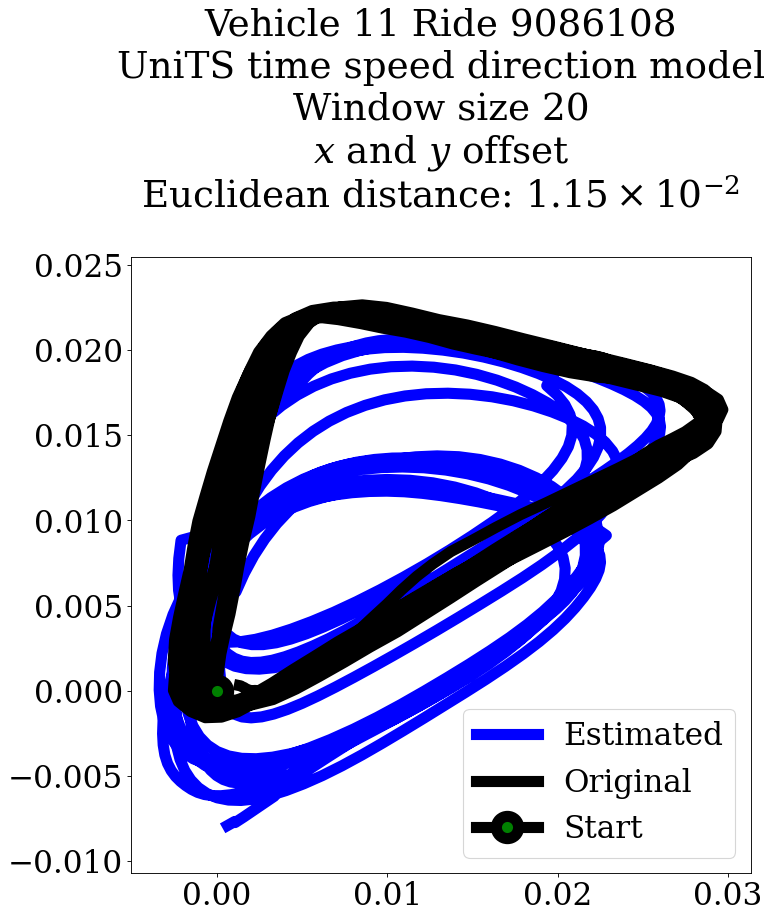 Vehicle 11 Ride 9086108
UniTS time speed direction model
Window size 20
x and y offset
Euclidean distance: 1.15 × 10⁻²
0.025
0.020
0.015
0.010
0.005
0.000
−0.005
−0.010
Estimated
Original
Start
0.00 0.01 0.02 0.03